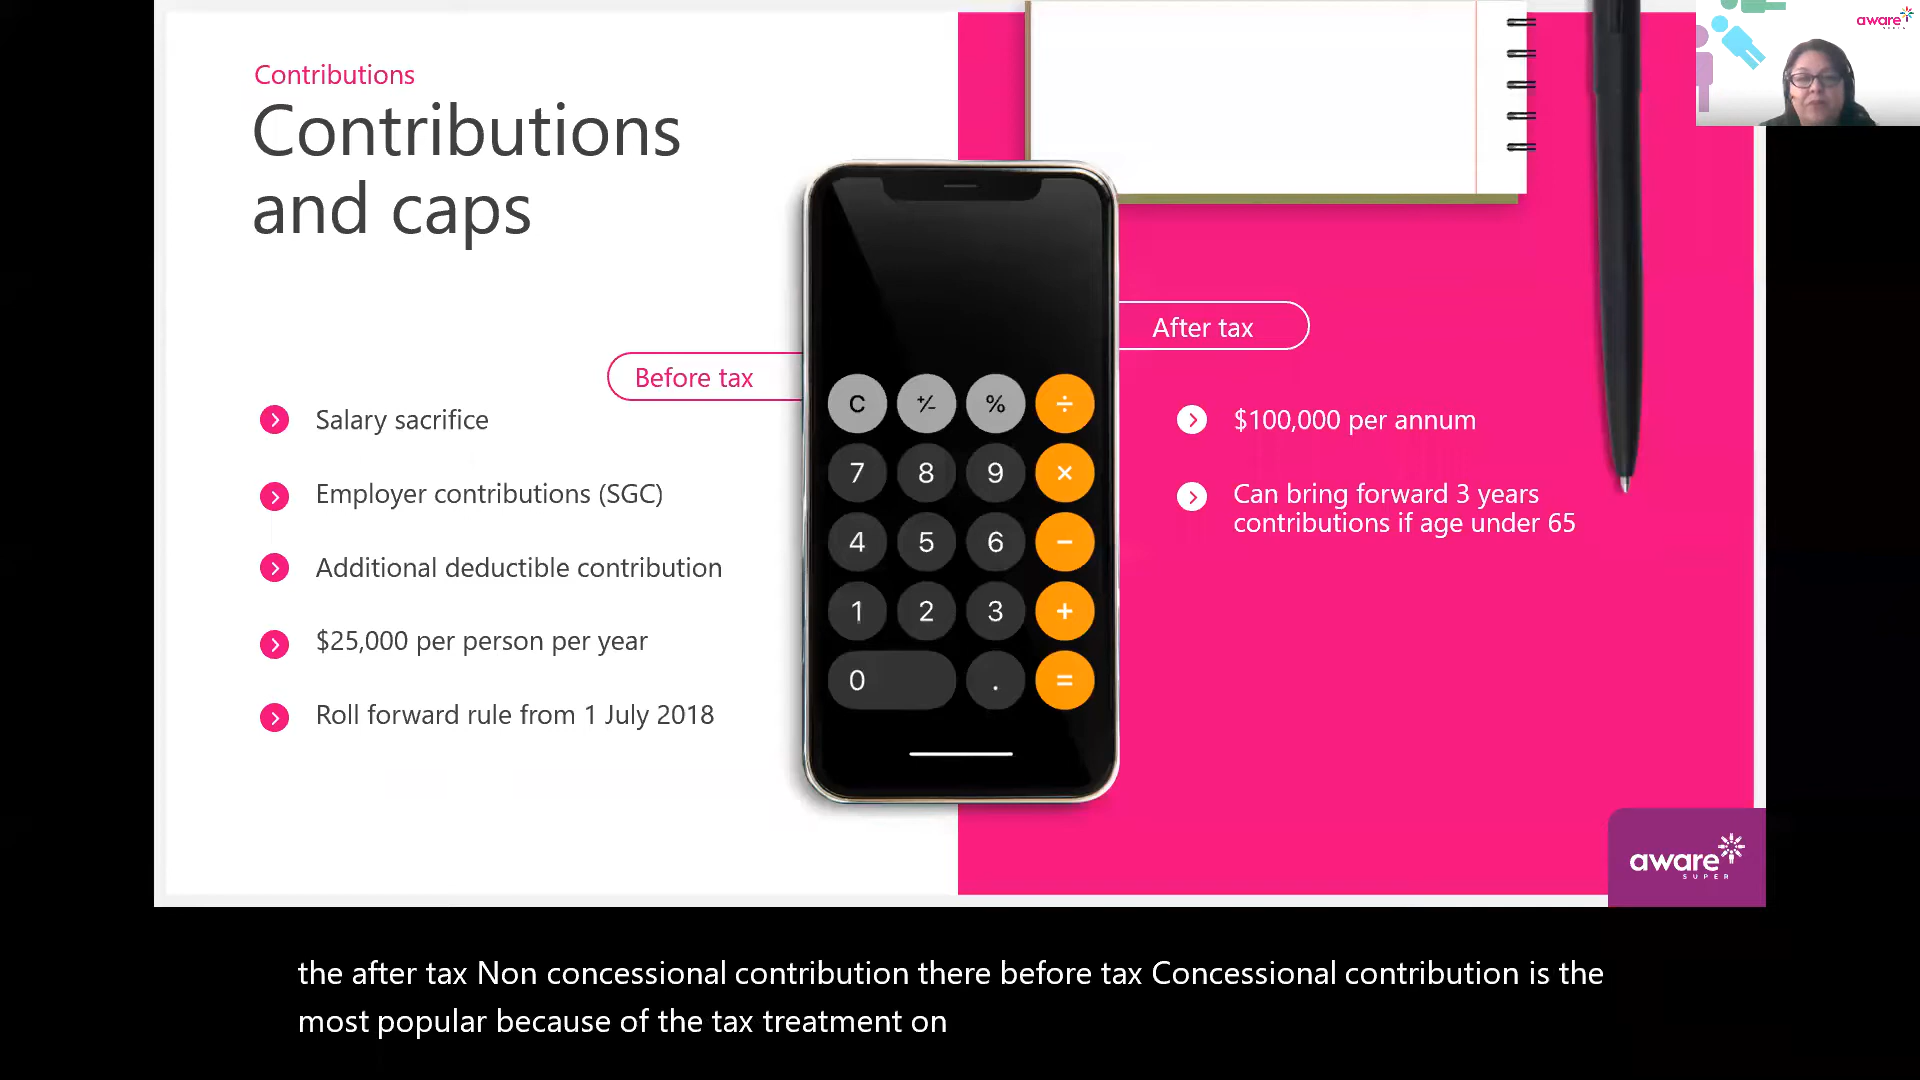 Contributions
Contributions
and caps
Before tax
Salary sacrifice
Employer contributions (SGC)
Additional deductible contribution
$25,000 per person per year
Roll forward rule from 1 July 2018
C +/- % ÷
7 8 9 ×
4 5 6 −
1 2 3 +
0 . =
After tax
$100,000 per annum
Can bring forward 3 years
contributions if age under 65
aware
SUPER
aware
SUPER
the after tax Non concessional contribution there before tax Concessional contribution is the
most popular because of the tax treatment on